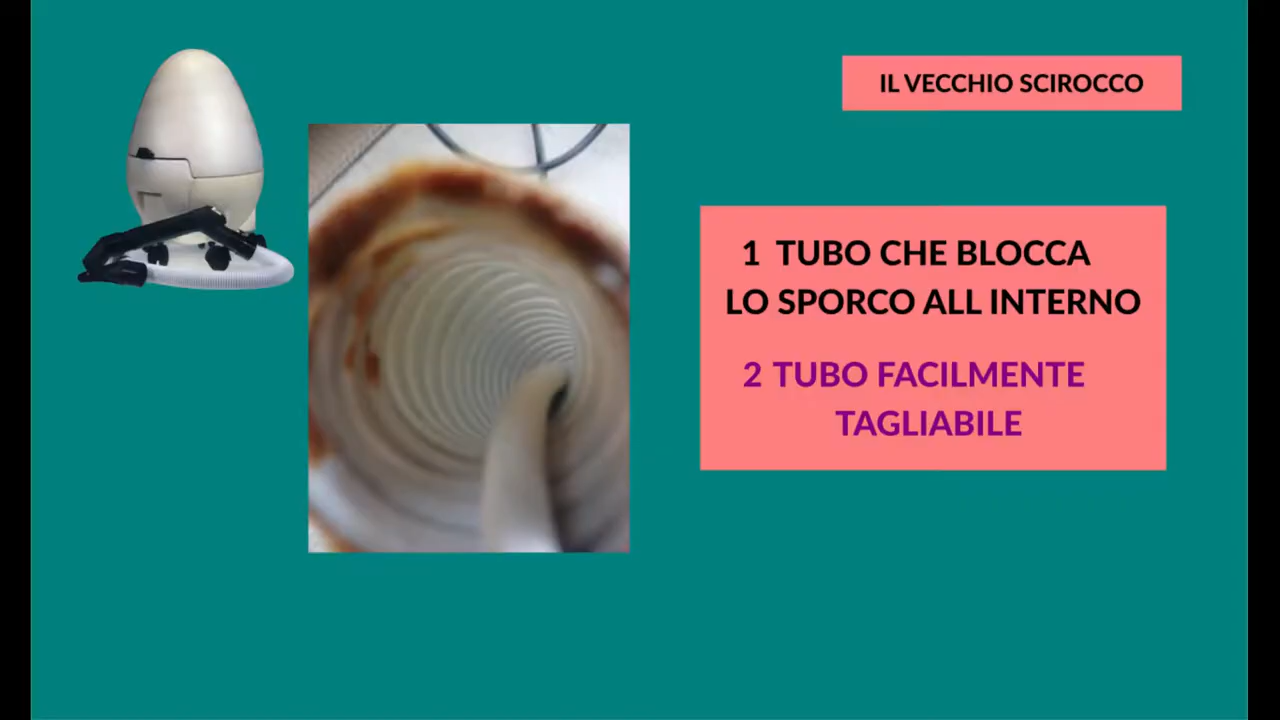 IL VECCHIO SCIROCCO
1 TUBO CHE BLOCCA
LO SPORCO ALL INTERNO
2 TUBO FACILMENTE
TAGLIABILE